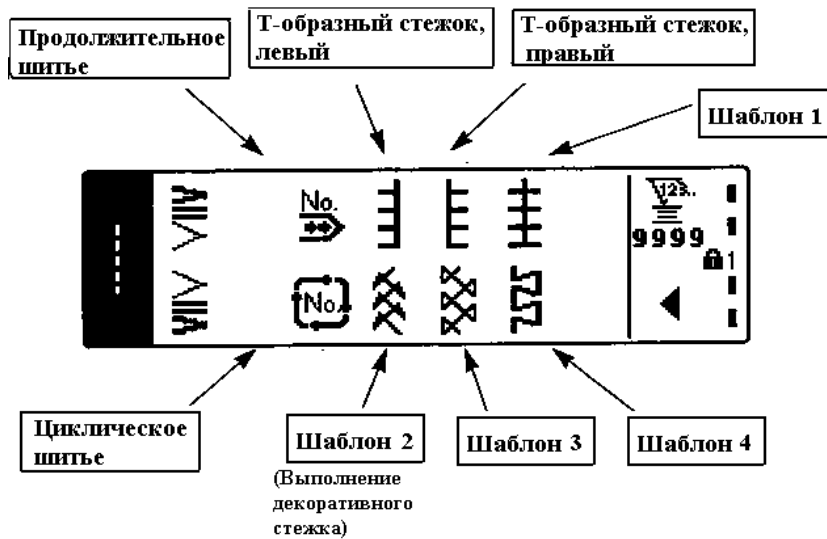 Продолжительное
шитье
Т-образный стежок,
левый
Т-образный стежок,
правый
Шаблон 1
No.
123..
9999
1
No.
Циклическое
шитье
Шаблон 2
(Выполнение
декоративного
стежка)
Шаблон 3
Шаблон 4